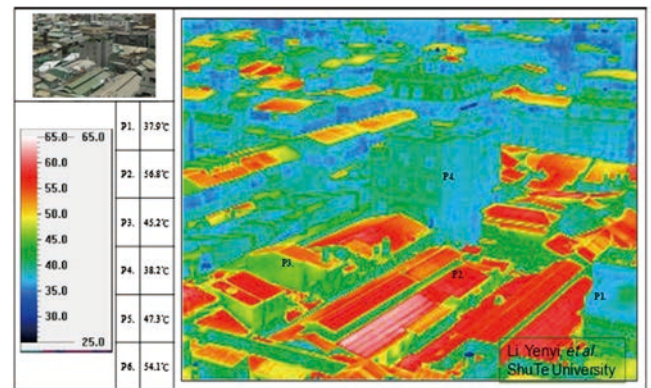 P1. 37.9℃
P2. 56.8℃
P3. 45.2℃
P4. 38.2℃
P5. 47.3℃
P6. 54.1℃
65.0 65.0
60.0
55.0
50.0
45.0
40.0
35.0
30.0
25.0
P4.
P3.
P2.
P1.
Li, Yenyi, et al
ShuTe University